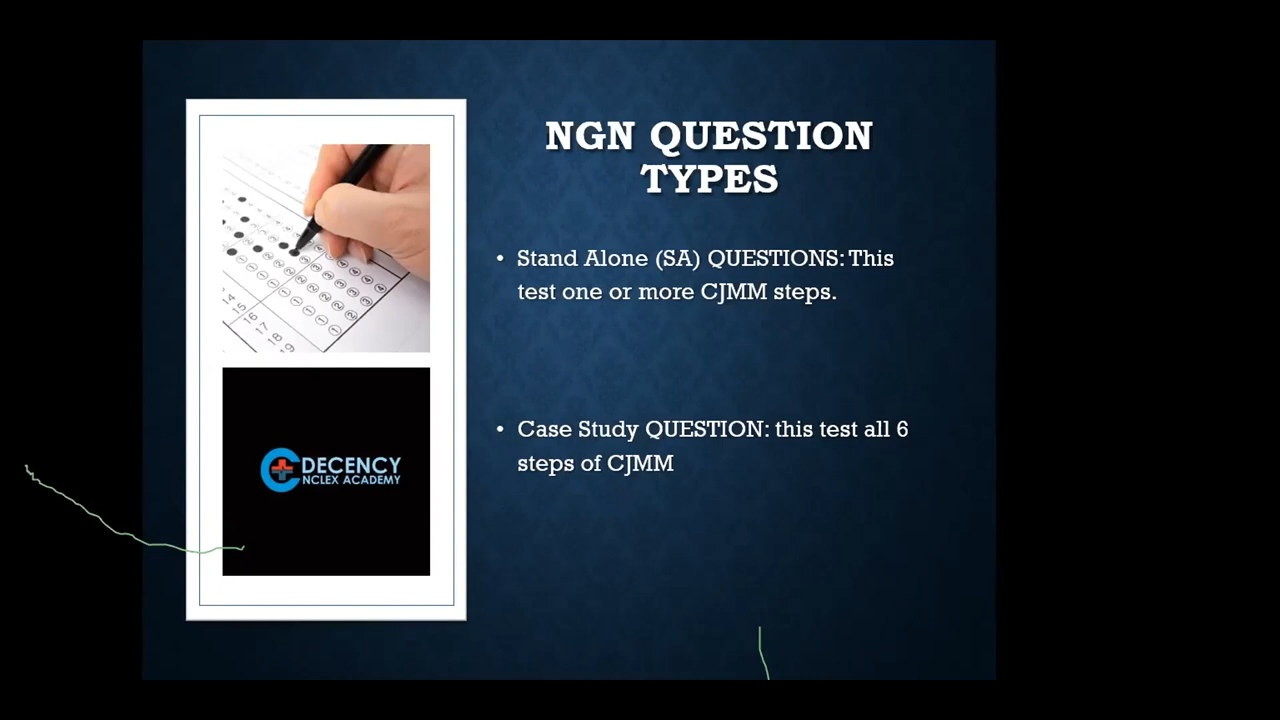 NGN QUESTION
TYPES
• Stand Alone (SA) QUESTIONS: This
test one or more CJMM steps.
• Case Study QUESTION: this test all 6
steps of CJMM
DECENCY
NCLEX ACADEMY